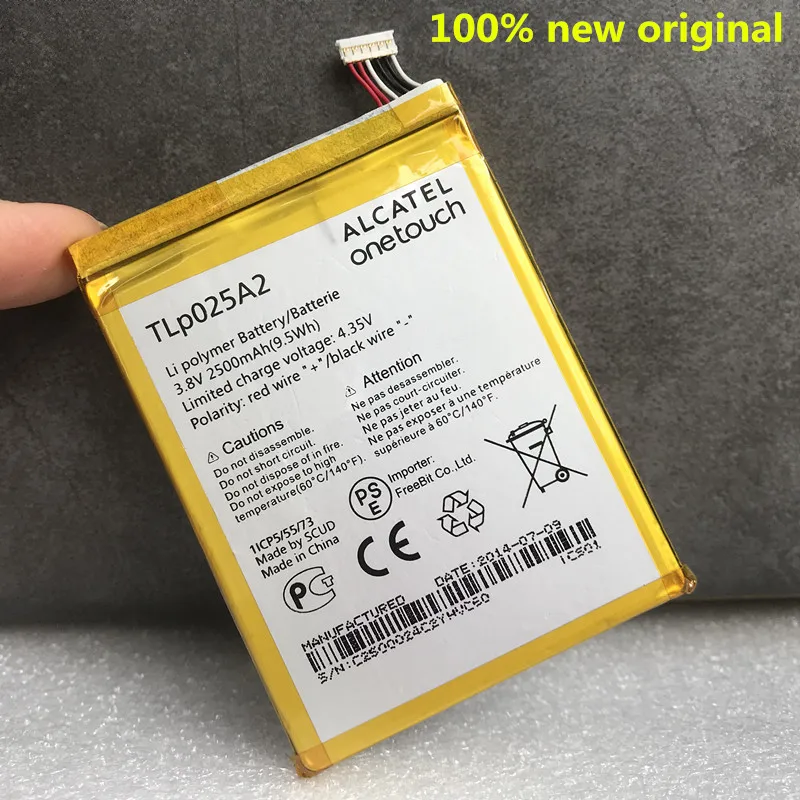 100% new original
ALCATEL
onetouch
TLp025A2
Li polymer Battery/Batterie
3.8V 2500mAh(9.5Wh)
Limited charge voltage: 4.35V
Polarity: red wire "+"/black wire "-"
Cautions
Do not disassemble.
Do not short circuit.
Do not dispose of in fire.
Do not expose to high
temperature(60°C/140°F).
Attention
Ne pas desassembler.
Ne pas court-circuiter.
Ne pas jeter au feu.
Ne pas exposer à une température
supérieure à 60°C/140°F.
1ICP5/55/73
Made by SCUD
Made in China
PSE
Importer:
FreeBit Co.,Ltd.
PCT
CE
MANUFACTURED DATE: 2014-07-09
S/N:C2500024C2YHVCE0
ICS01